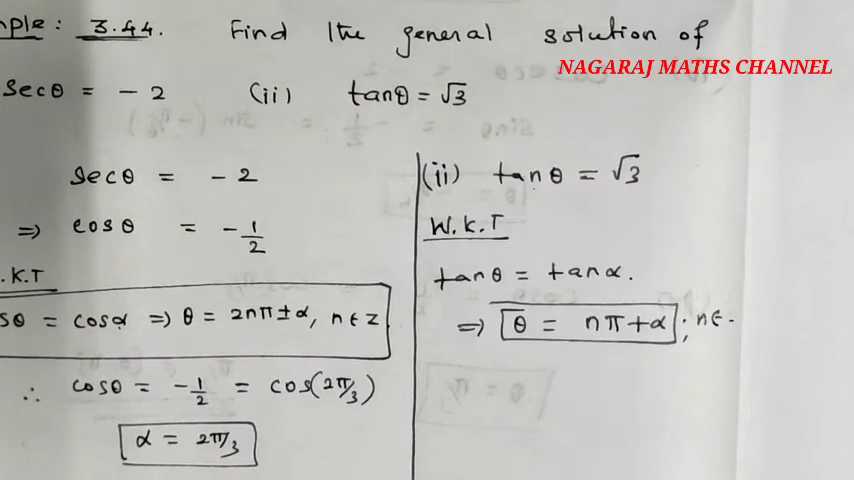 mple: 3.44. Find the general solution of
NAGARAJ MATHS CHANNEL
secθ = -2 (ii) tanθ = √3
secθ = -2
⇒ cosθ = -1/2
.K.T
sθ = cosα ⇒ θ = 2nπ ± α, n∈Z
∴ cosθ = -1/2 = cos(2π/3)
α = 2π/3
(ii) tanθ = √3
W.K.T
tanθ = tanα.
⇒ θ = nπ+α ; n∈